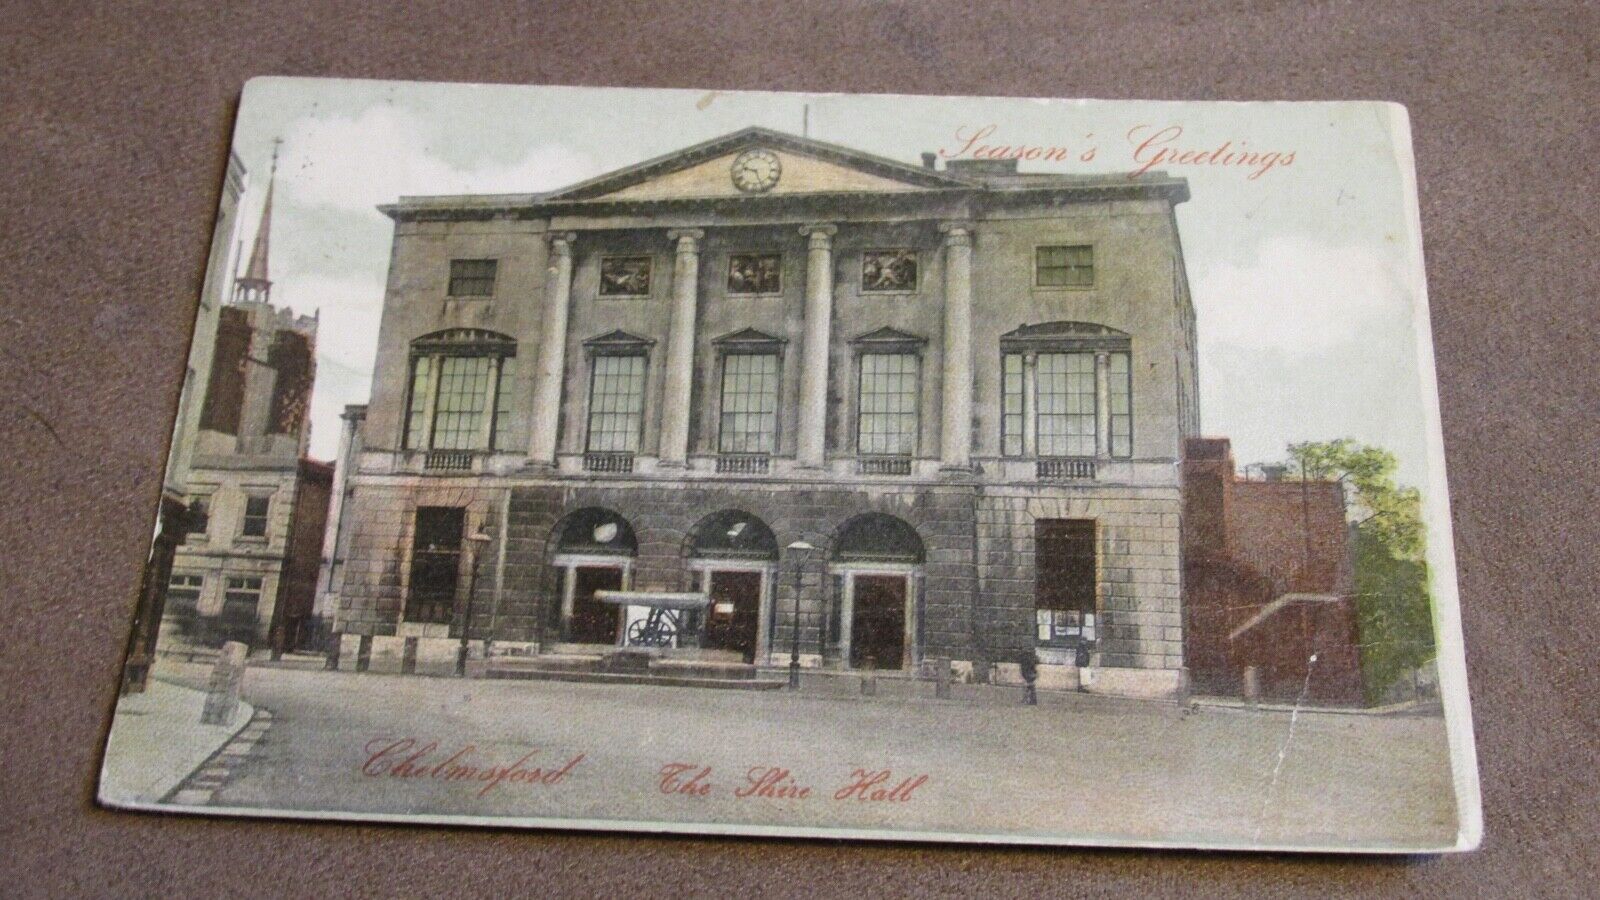 Season's Greetings
Chelmsford The Shire Hall